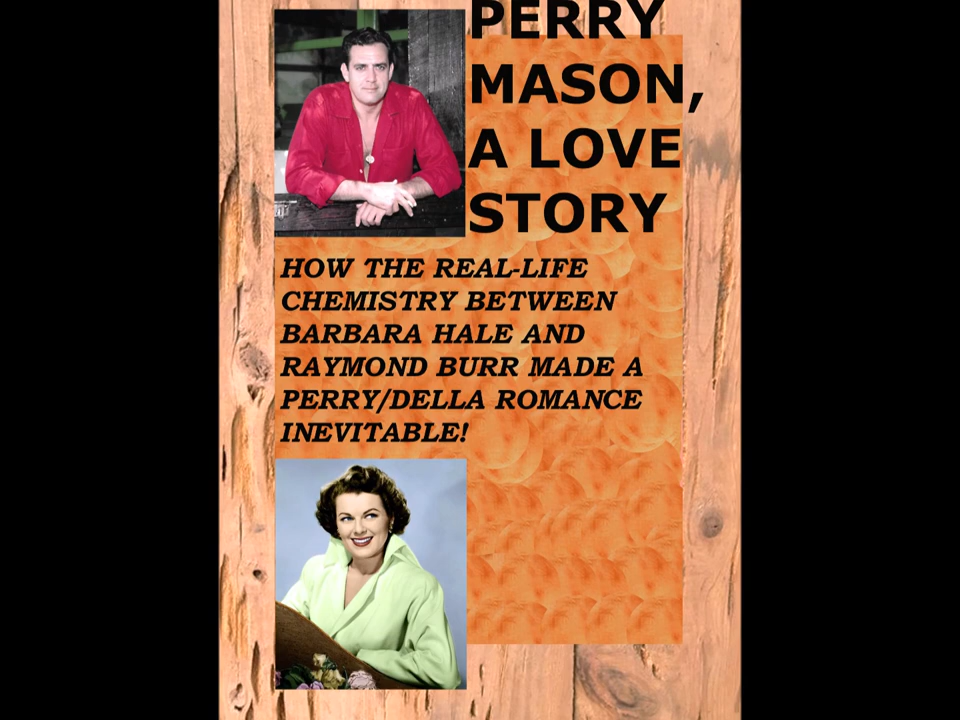 PERRY
MASON,
A LOVE
STORY
HOW THE REAL-LIFE
CHEMISTRY BETWEEN
BARBARA HALE AND
RAYMOND BURR MADE A
PERRY/DELLA ROMANCE
INEVITABLE!